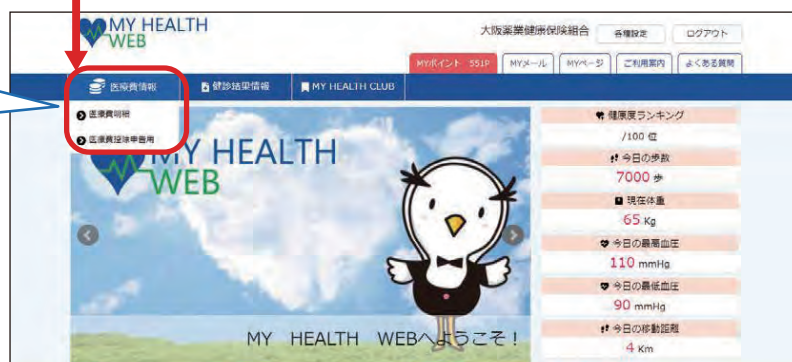 MY HEALTH
WEB
大阪薬業健康保険組合
各種設定
ログアウト
MYポイント 551P
MYメール
MYページ
ご利用案内
よくある質問
医療費情報
健診結果情報
MY HEALTH CLUB
医療費明細
医療費控除申告用
MY HEALTH
WEB
MY HEALTH WEBへようこそ!
健康度ランキング
/100 位
今日の歩数
7000 歩
現在体重
65 Kg
今日の最高血圧
110 mmHg
今日の最低血圧
90 mmHg
今日の移動距離
4 Km